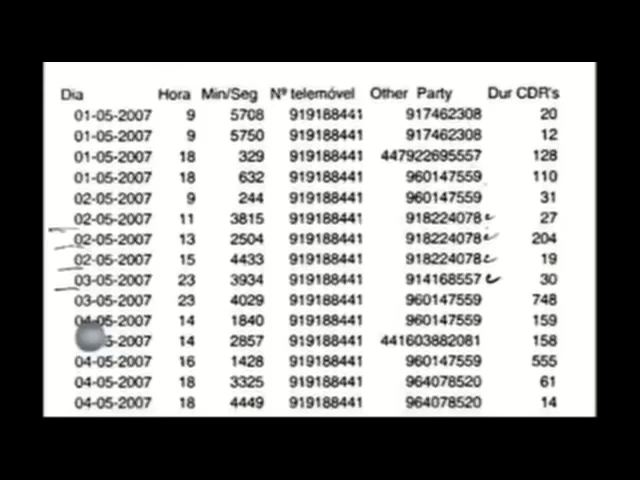 Dia Hora Min/Seg Nº telemóvel Other Party Dur CDR's
01-05-2007 9 5708 919188441 917462308 20
01-05-2007 9 5750 919188441 917462308 12
01-05-2007 18 329 919188441 447922695557 128
01-05-2007 18 632 919188441 960147559 110
02-05-2007 9 244 919188441 960147559 31
02-05-2007 11 3815 919188441 918224078 27
02-05-2007 13 2504 919188441 918224078 204
02-05-2007 15 4433 919188441 918224078 19
03-05-2007 23 3934 919188441 914168557 30
03-05-2007 23 4029 919188441 960147559 748
04-05-2007 14 1840 919188441 960147559 159
5-2007 14 2857 919188441 441603882081 158
04-05-2007 16 1428 919188441 960147559 555
04-05-2007 18 3325 919188441 964078520 61
04-05-2007 18 4449 919188441 964078520 14